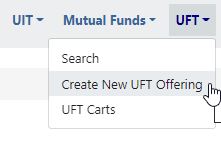 UIT Mutual Funds UFT
Search
Create New UFT Offering
UFT Carts